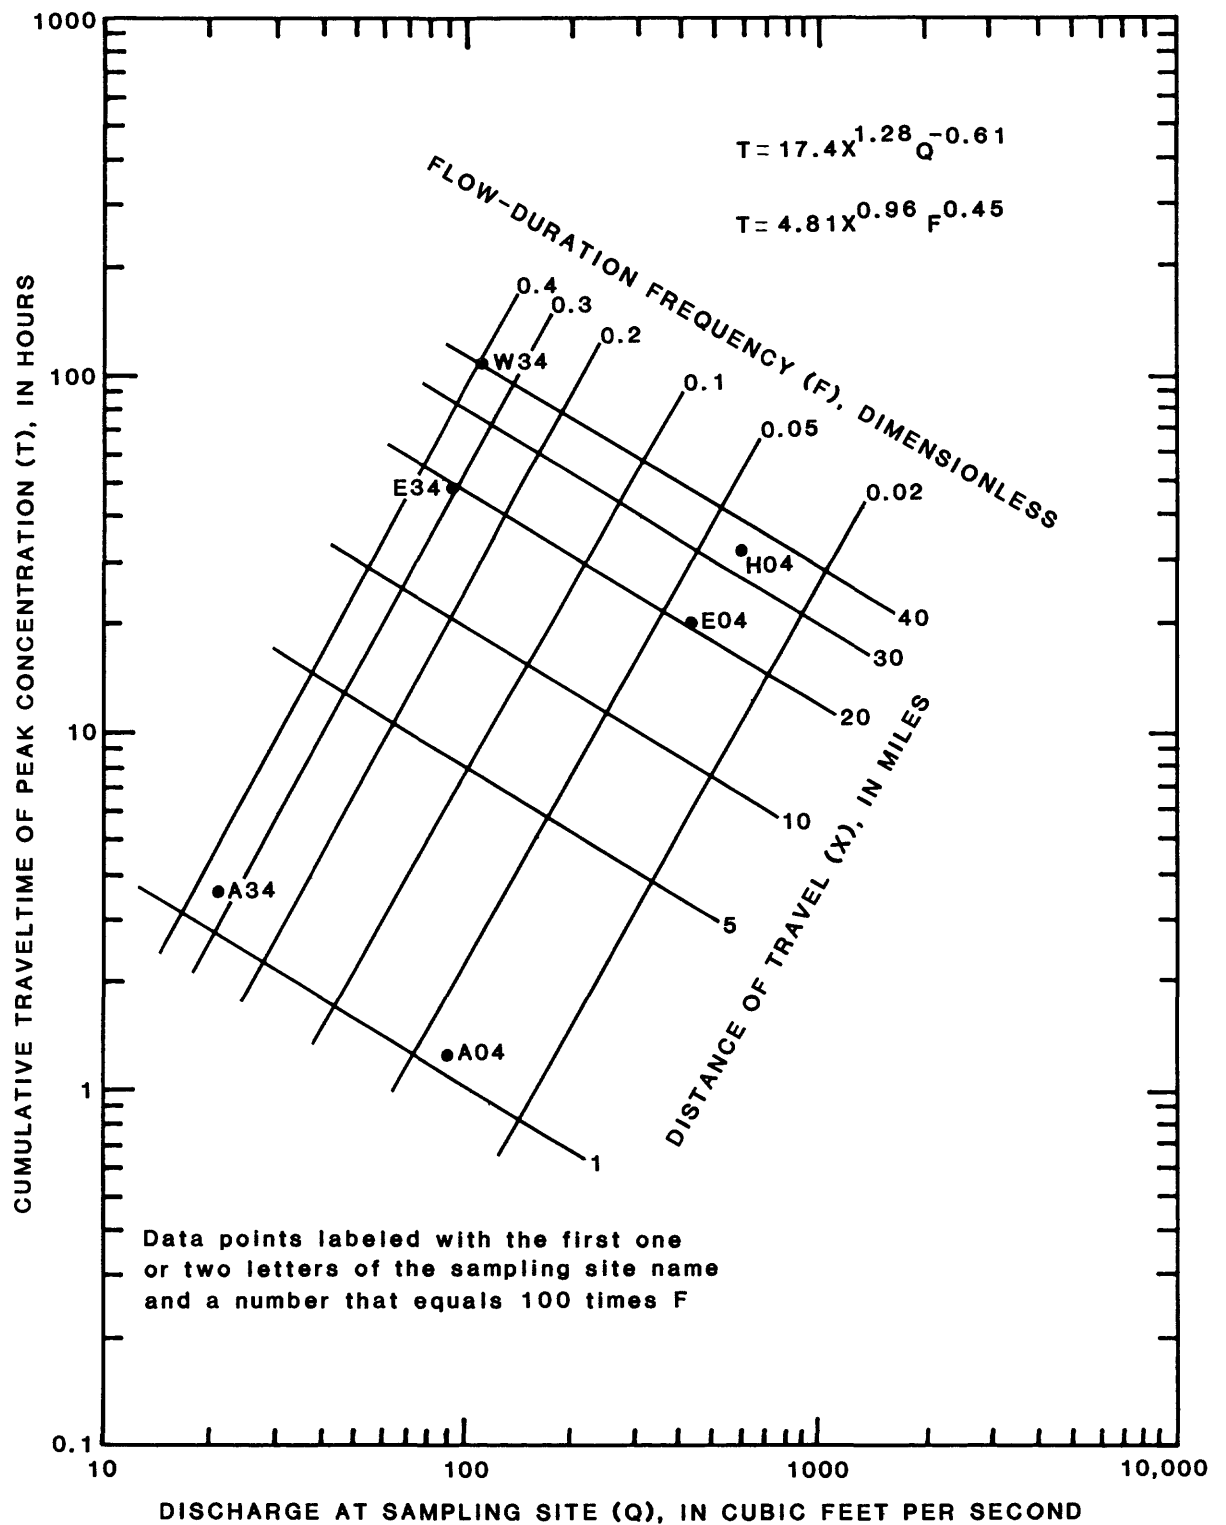 1000
100
10
1
0.1
CUMULATIVE TRAVELTIME OF PEAK CONCENTRATION (T), IN HOURS
T=17.4X^1.28 Q^-0.61
T=4.81X^0.96 F^0.45
FLOW-DURATION FREQUENCY (F), DIMENSIONLESS
0.4
0.3
0.2
0.1
0.05
0.02
W34
E34
H04
E04
A34
A04
40
30
20
10
5
1
DISTANCE OF TRAVEL (X), IN MILES
Data points labeled with the first one
or two letters of the sampling site name
and a number that equals 100 times F
10
100
1000
10,000
DISCHARGE AT SAMPLING SITE (Q), IN CUBIC FEET PER SECOND